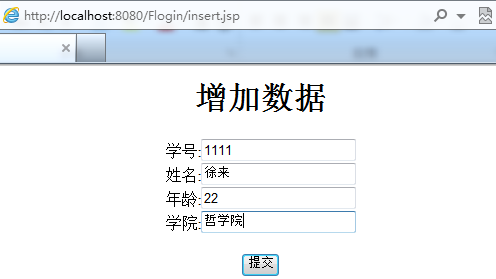 http://localhost:8080/Flogin/insert.jsp
增加数据
学号:1111
姓名:徐来
年龄:22
学院:哲学院
提交